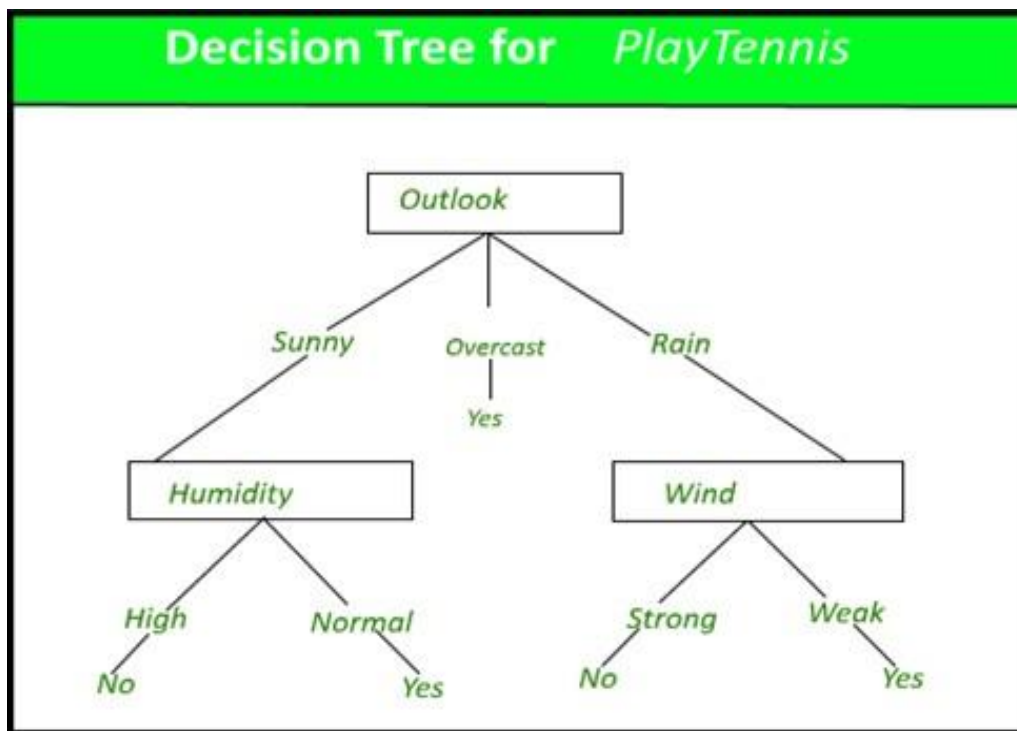 Decision Tree for PlayTennis
Outlook
Sunny Overcast Rain
Yes
Humidity Wind
High Normal Strong Weak
No Yes No Yes